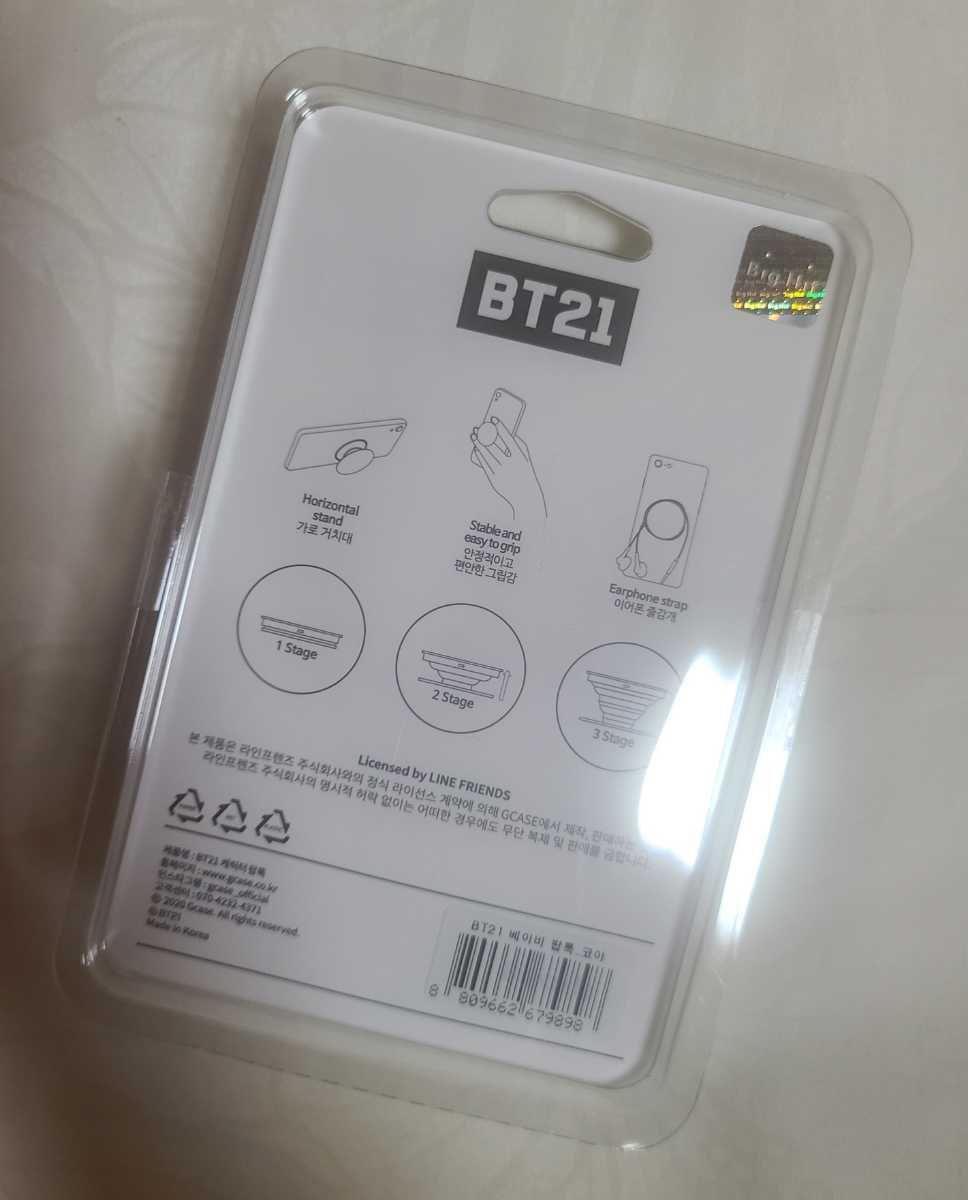 Big Hit
BT21
Horizontal
stand
가로 거치대
Stable and
easy to grip
안정적이고
편안한 그립감
Earphone strap
이어폰 줄감개
1 Stage
2 Stage
3 Stage
Licensed by LINE FRIENDS
본 제품은 라인프렌즈 주식회사와의 정식 라이선스 계약에 의해 GCASE에서 제작, 판매하는
라인프렌즈 주식회사의 명시적 허락 없이는 어떠한 경우에도 무단 복제 및 판매를 금합니다.
제품명 : BT21 캐릭터 팝톡
홈페이지 : www.gcase.co.kr
인스타그램 : gcase_official
고객센터 : 070-4232-4371
© 2020 Gcase. All rights reserved.
© BT21
Made in Korea
BT21 베이비 팝톡_코야
8 809662 679898